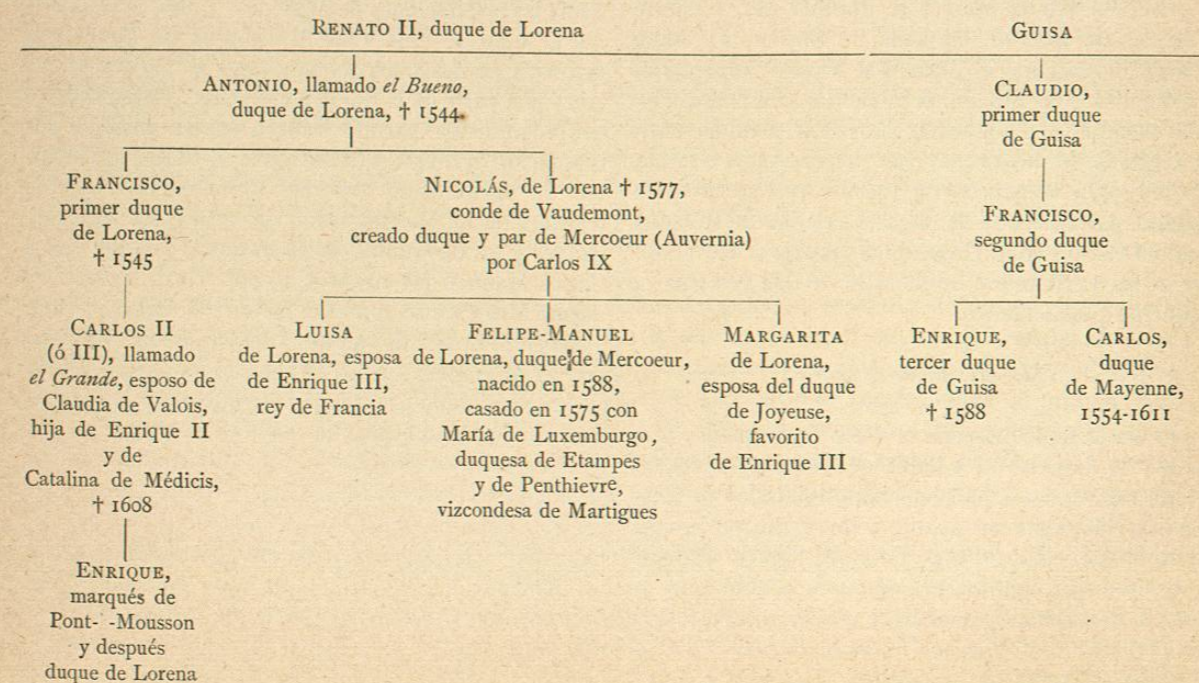 RENATO II, duque de Lorena
GUISA
ANTONIO, llamado el Bueno,
duque de Lorena, † 1544
CLAUDIO,
primer duque
de Guisa
FRANCISCO,
primer duque
de Lorena,
† 1545
NICOLÁS, de Lorena † 1577,
conde de Vaudemont,
creado duque y par de Mercoeur (Auvernia)
por Carlos IX
FRANCISCO,
segundo duque
de Guisa
CARLOS II
(ó III), llamado
el Grande, esposo de
Claudia de Valois,
hija de Enrique II
y de
Catalina de Médicis,
† 1608
LUISA
de Lorena, esposa
de Enrique III,
rey de Francia
FELIPE-MANUEL
de Lorena, duque de Mercoeur,
nacido en 1588,
casado en 1575 con
María de Luxemburgo,
duquesa de Etampes
y de Penthievre,
vizcondesa de Martigues
MARGARITA
de Lorena,
esposa del duque
de Joyeuse,
favorito
de Enrique III
ENRIQUE,
tercer duque
de Guisa
† 1588
CARLOS,
duque
de Mayenne,
1554-1611
ENRIQUE,
marqués de
Pont- -Mousson
y después
duque de Lorena